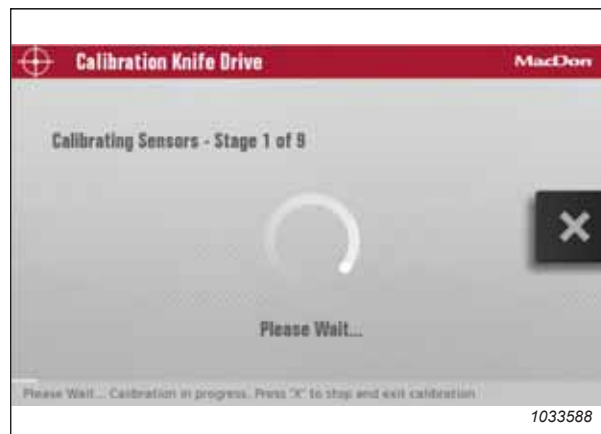 Calibration Knife Drive MacDon
Calibrating Sensors - Stage 1 of 9
X
Please Wait...
Please Wait... Calibration in progress. Press "X" to stop and exit calibration
1033588